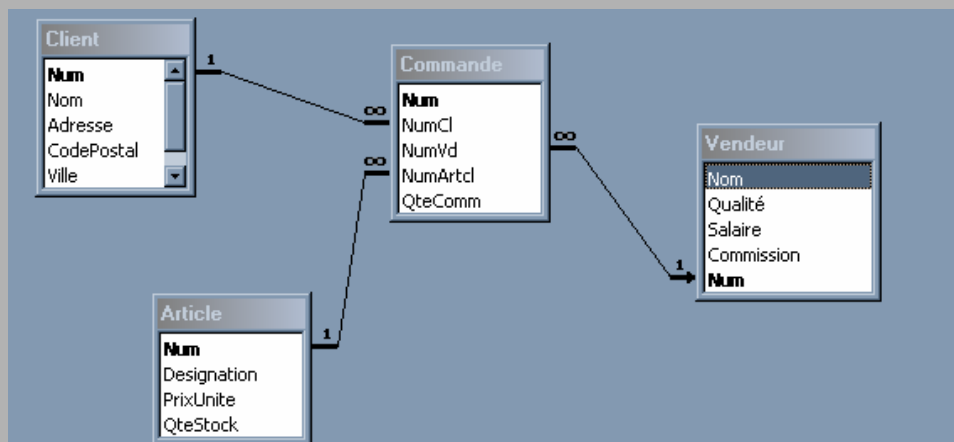 Client
Num
Nom
Adresse
CodePostal
Ville
1
∞
∞
Commande
Num
NumCl
NumVd
NumArtcl
QteComm
∞
1
Vendeur
Nom
Qualité
Salaire
Commission
Num
Article
Num
Designation
PrixUnite
QteStock
1